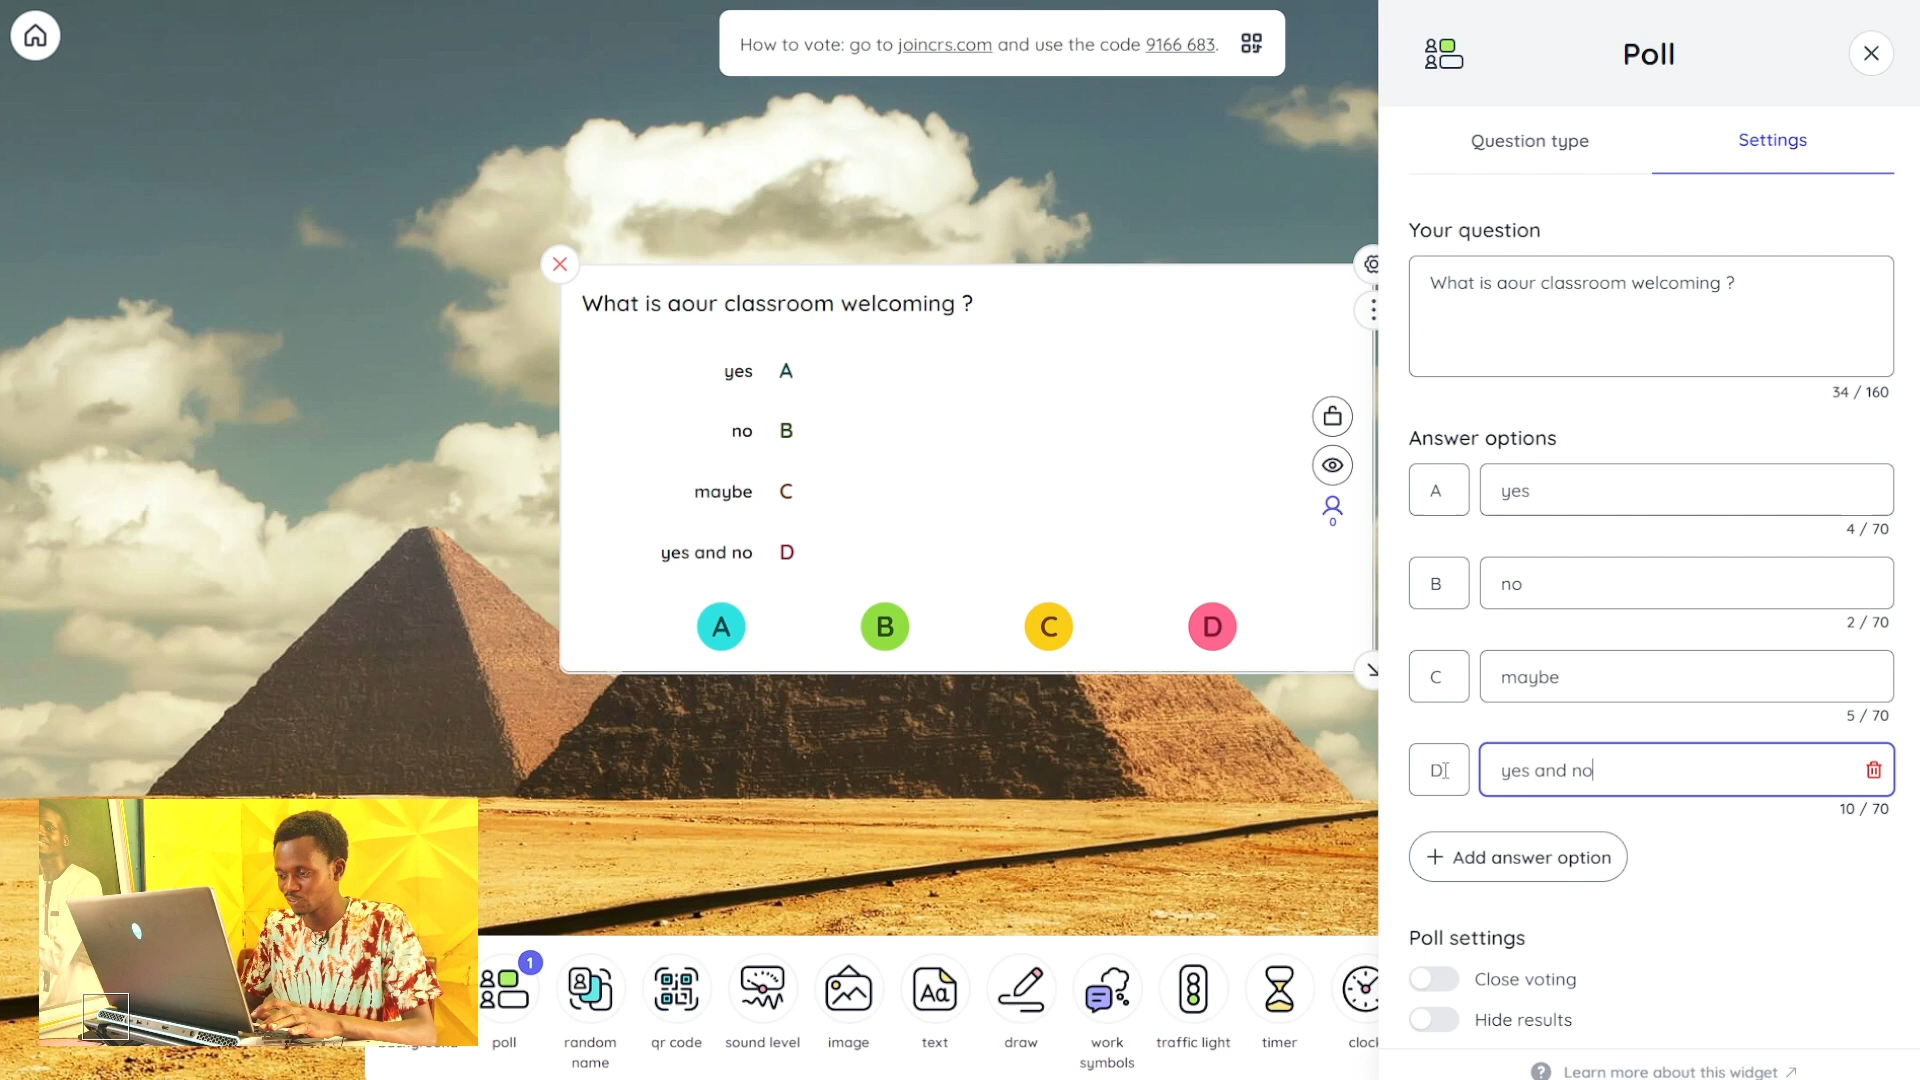 How to vote: go to joincrs.com and use the code 9166 683.
What is aour classroom welcoming ?
yes A
no B
maybe C
yes and no D
A B C D
0
Poll
Question type Settings
Your question
What is aour classroom welcoming ?
34 / 160
Answer options
A yes
4 / 70
B no
2 / 70
C maybe
5 / 70
D yes and no
10 / 70
+ Add answer option
Poll settings
Close voting
Hide results
? Learn more about this widget
1
Aa
poll
random name
qr code
sound level
image
text
draw
work symbols
traffic light
timer